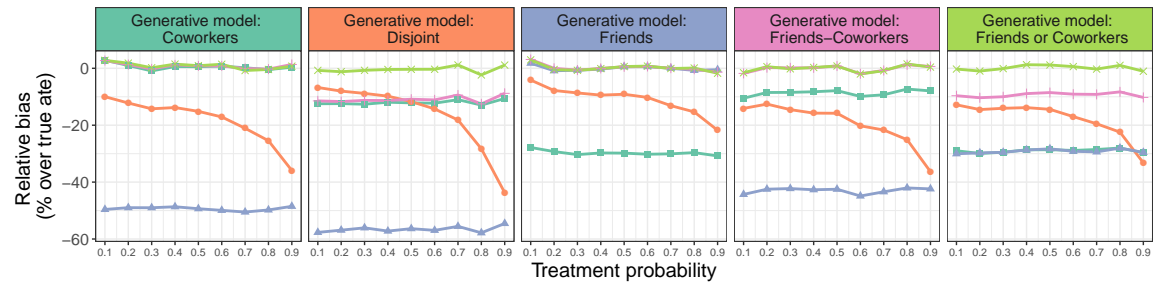 Generative model:
Coworkers
Generative model:
Disjoint
Generative model:
Friends
Generative model:
Friends−Coworkers
Generative model:
Friends or Coworkers
Relative bias
(% over true ate)
0
−20
−40
−60
0.1 0.2 0.3 0.4 0.5 0.6 0.7 0.8 0.9
0.1 0.2 0.3 0.4 0.5 0.6 0.7 0.8 0.9
0.1 0.2 0.3 0.4 0.5 0.6 0.7 0.8 0.9
0.1 0.2 0.3 0.4 0.5 0.6 0.7 0.8 0.9
0.1 0.2 0.3 0.4 0.5 0.6 0.7 0.8 0.9
Treatment probability